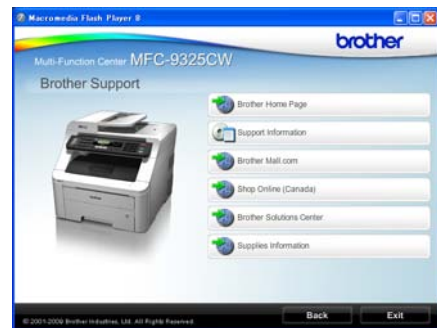 Macromedia Flash Player 8
brother
Multi-Function Center MFC-9325CW
Brother Support
Brother Home Page
Support Information
Brother Mall.com
Shop Online (Canada)
Brother Solutions Center
Supplies Information
© 2001-2009 Brother Industries, Ltd. All Rights Reserved
Back
Exit